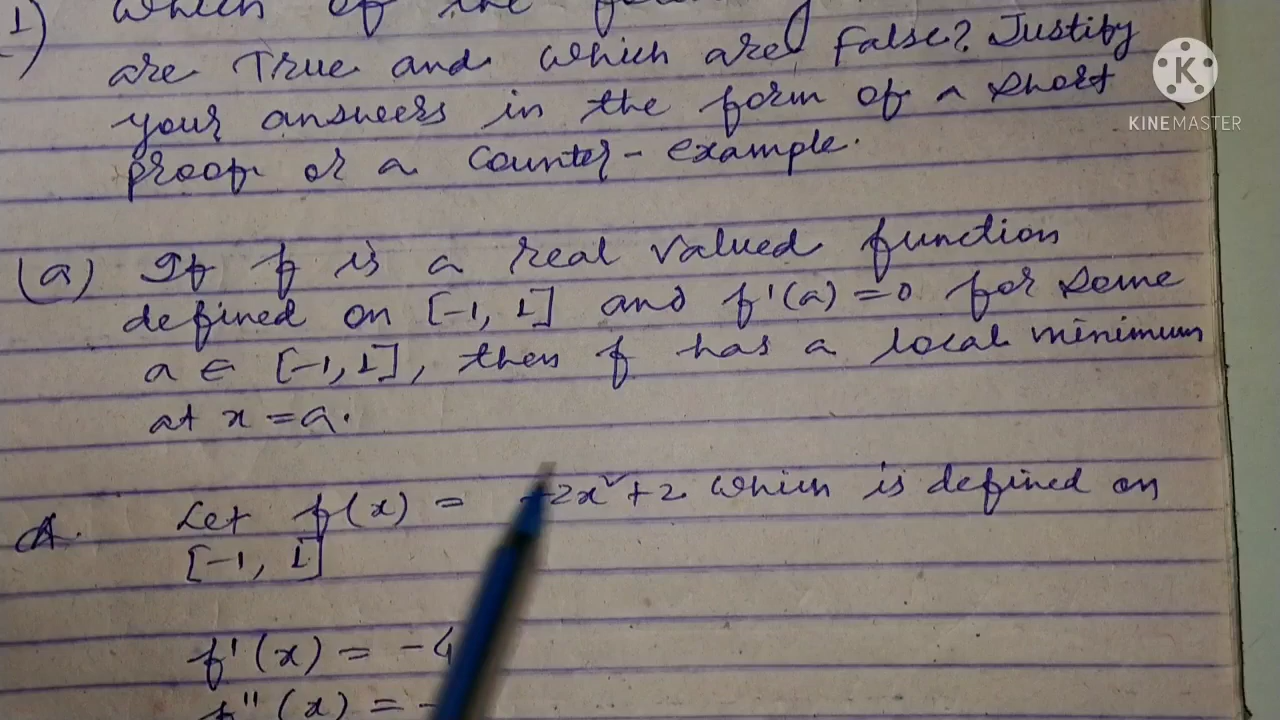 1) Which of the
are True and which are False? Justify
your answers in the form of a short
proof or a Counter-example.
(a) If f is a real valued function
defined on [-1, 1] and f'(a) = 0 for some
a ∈ [-1, 1], then f has a local minimum
at x = a.
A. Let f(x) = -2x² + 2 which is defined on
[-1, 1]
f'(x) = -4
f''(x) = -
KINEMASTER